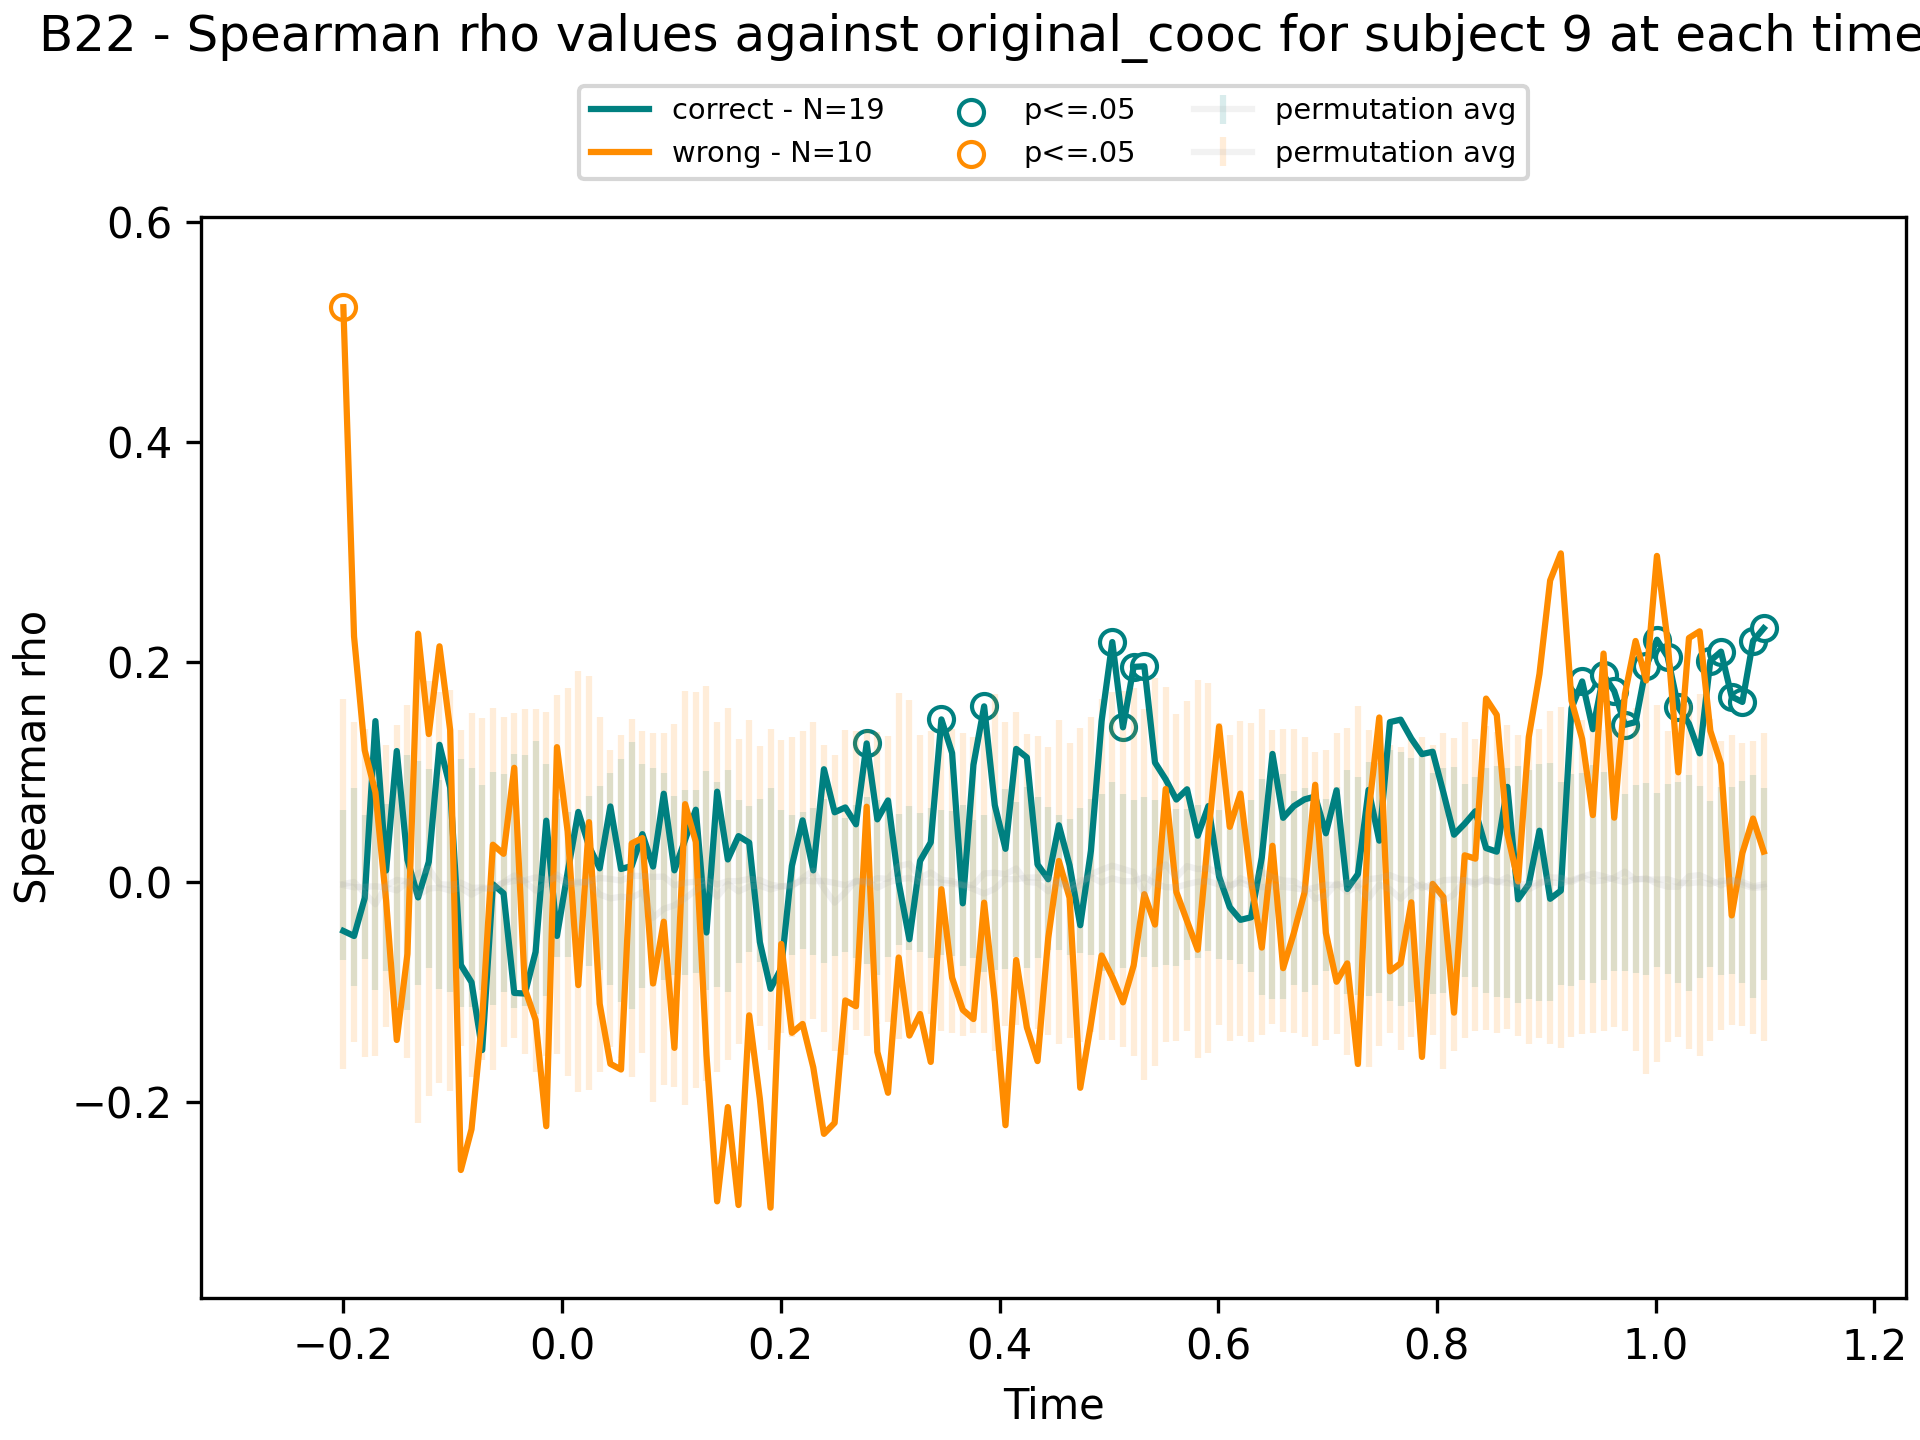 B22 - Spearman rho values against original_cooc for subject 9 at each time
correct - N=19
wrong - N=10
p<=.05
p<=.05
permutation avg
permutation avg
0.6
0.4
0.2
0.0
−0.2
Spearman rho
−0.2
0.0
0.2
0.4
0.6
0.8
1.0
1.2
Time